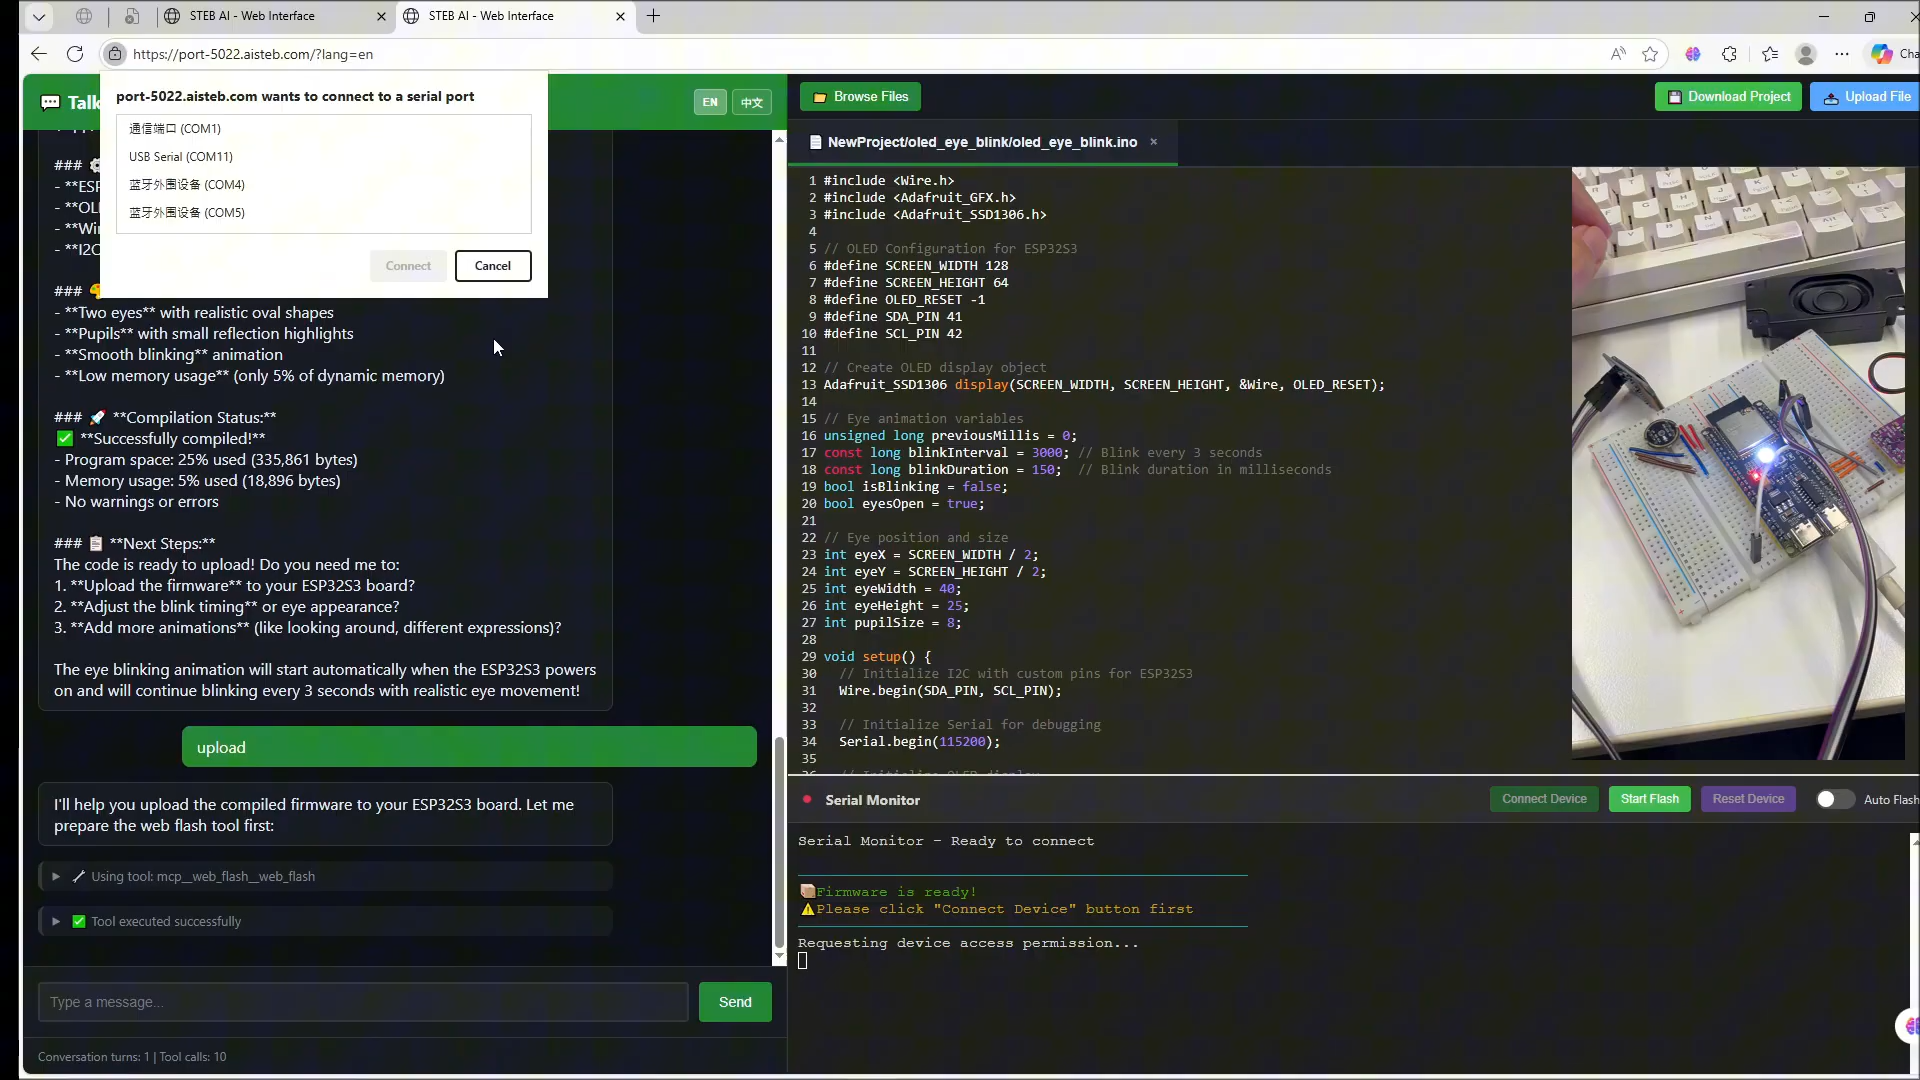 STEB AI - Web Interface
STEB AI - Web Interface
https://port-5022.aisteb.com/?lang=en
Cha
port-5022.aisteb.com wants to connect to a serial port
通信端口 (COM1)
USB Serial (COM11)
蓝牙外围设备 (COM4)
蓝牙外围设备 (COM5)
Connect
Cancel
Talk
EN
中文
###
- **ESP
- **OL
- **Wir
- **I2C
###
- **Two eyes** with realistic oval shapes
- **Pupils** with small reflection highlights
- **Smooth blinking** animation
- **Low memory usage** (only 5% of dynamic memory)
### 🚀 **Compilation Status:**
✅ **Successfully compiled!**
- Program space: 25% used (335,861 bytes)
- Memory usage: 5% used (18,896 bytes)
- No warnings or errors
### 📋 **Next Steps:**
The code is ready to upload! Do you need me to:
1. **Upload the firmware** to your ESP32S3 board?
2. **Adjust the blink timing** or eye appearance?
3. **Add more animations** (like looking around, different expressions)?
The eye blinking animation will start automatically when the ESP32S3 powers
on and will continue blinking every 3 seconds with realistic eye movement!
upload
I'll help you upload the compiled firmware to your ESP32S3 board. Let me
prepare the web flash tool first:
Using tool: mcp__web_flash__web_flash
✅ Tool executed successfully
Type a message...
Send
Conversation turns: 1 | Tool calls: 10
Browse Files
Download Project
Upload File
NewProject/oled_eye_blink/oled_eye_blink.ino ×
1 #include <Wire.h>
2 #include <Adafruit_GFX.h>
3 #include <Adafruit_SSD1306.h>
4
5 // OLED Configuration for ESP32S3
6 #define SCREEN_WIDTH 128
7 #define SCREEN_HEIGHT 64
8 #define OLED_RESET -1
9 #define SDA_PIN 41
10 #define SCL_PIN 42
11
12 // Create OLED display object
13 Adafruit_SSD1306 display(SCREEN_WIDTH, SCREEN_HEIGHT, &Wire, OLED_RESET);
14
15 // Eye animation variables
16 unsigned long previousMillis = 0;
17 const long blinkInterval = 3000; // Blink every 3 seconds
18 const long blinkDuration = 150;  // Blink duration in milliseconds
19 bool isBlinking = false;
20 bool eyesOpen = true;
21
22 // Eye position and size
23 int eyeX = SCREEN_WIDTH / 2;
24 int eyeY = SCREEN_HEIGHT / 2;
25 int eyeWidth = 40;
26 int eyeHeight = 25;
27 int pupilSize = 8;
28
29 void setup() {
30   // Initialize I2C with custom pins for ESP32S3
31   Wire.begin(SDA_PIN, SCL_PIN);
32
33   // Initialize Serial for debugging
34   Serial.begin(115200);
35
Serial Monitor
Connect Device
Start Flash
Reset Device
Auto Flash
Serial Monitor - Ready to connect
📦Firmware is ready!
⚠Please click "Connect Device" button first
Requesting device access permission...